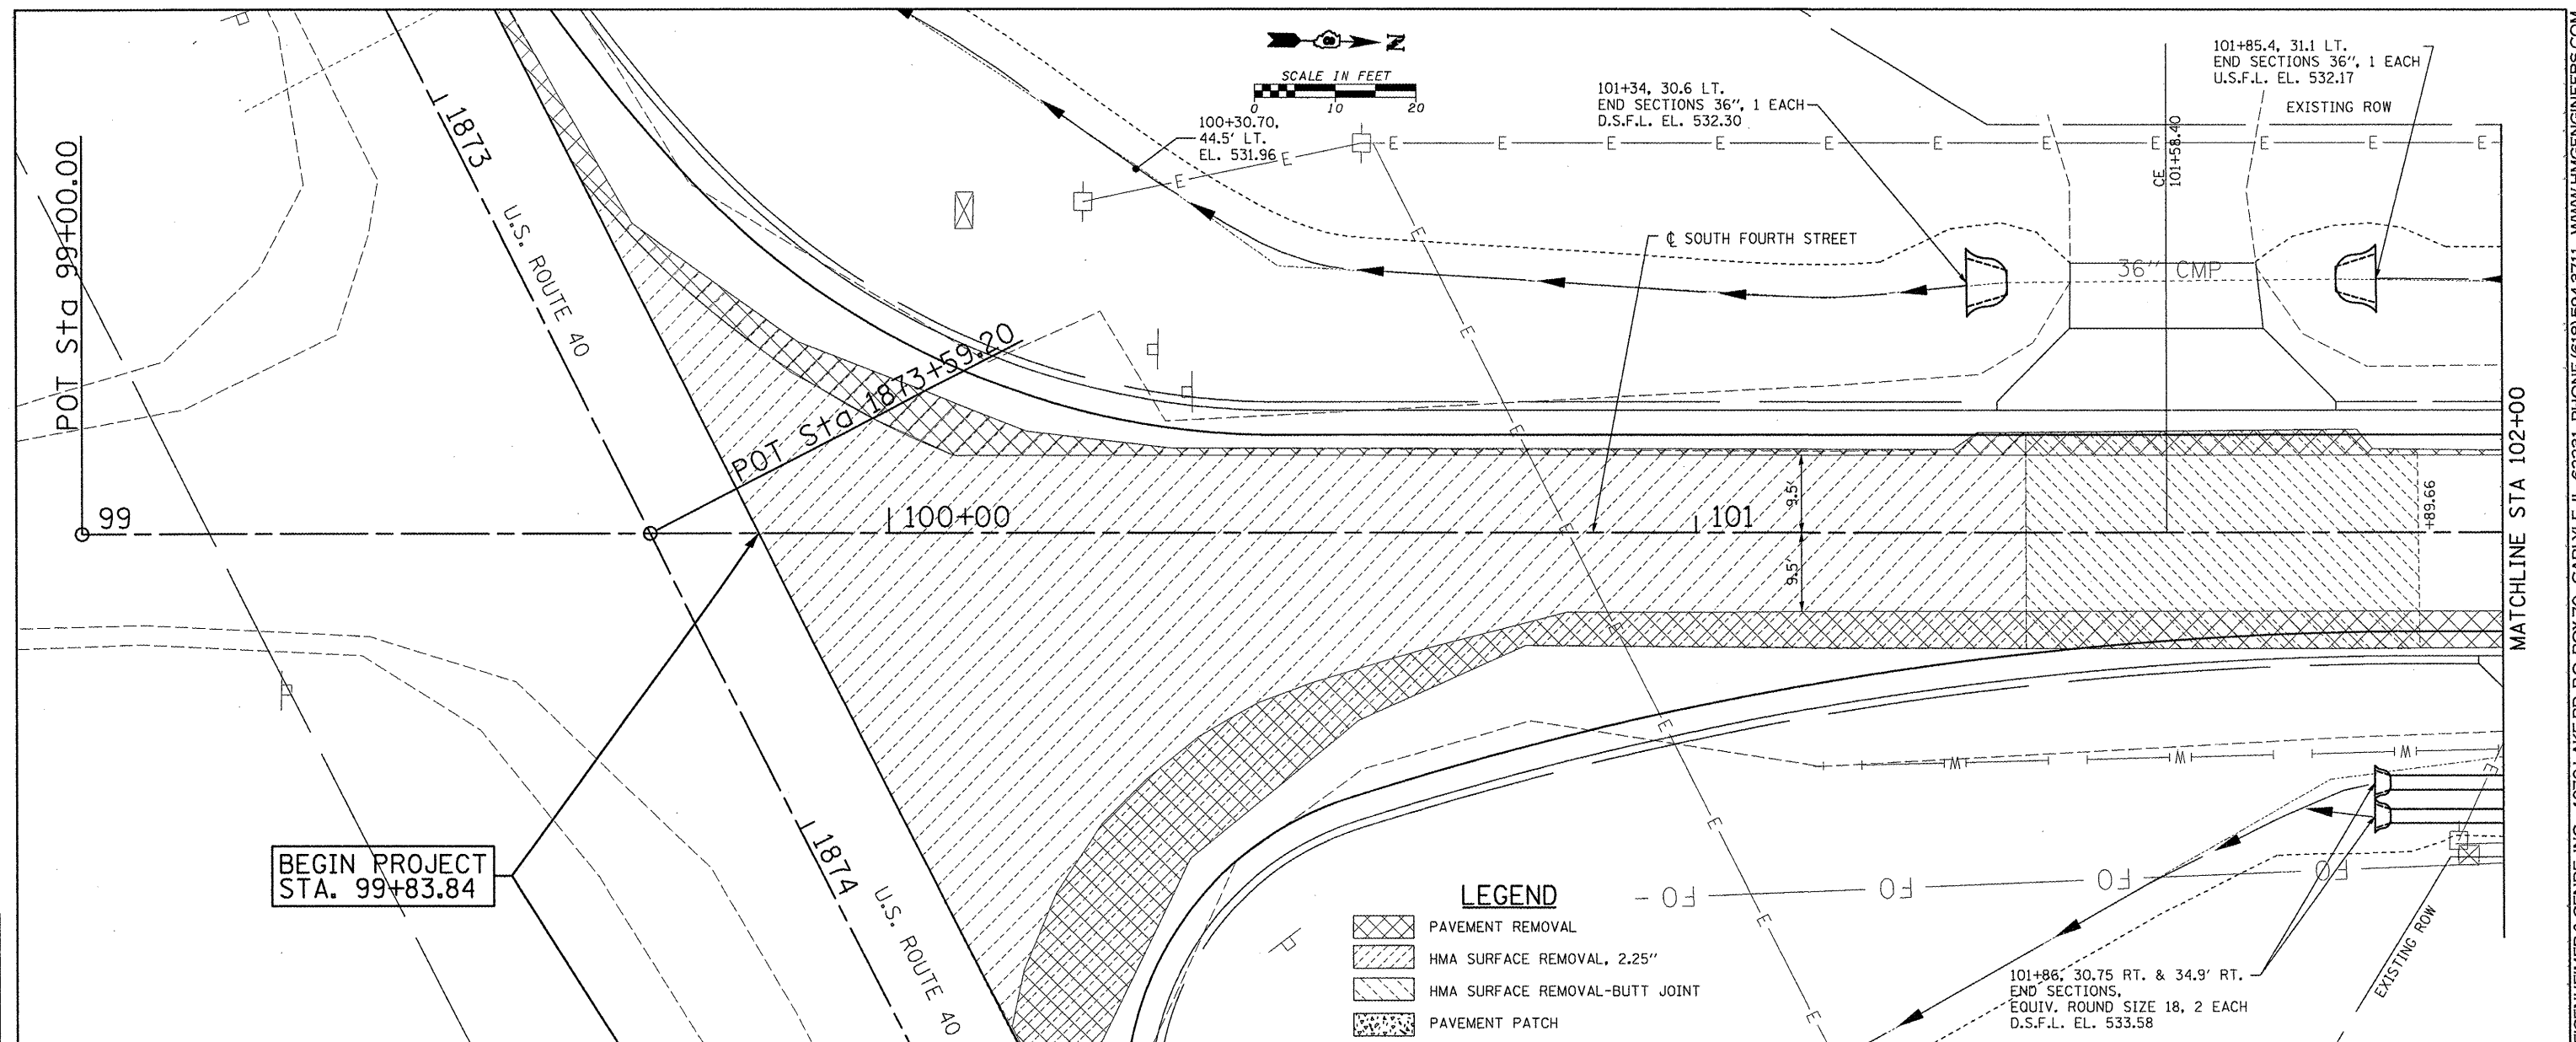 N
SCALE IN FEET
0 10 20
100+30.70,
44.5' LT.
EL. 531.96
101+34, 30.6 LT.
END SECTIONS 36", 1 EACH
D.S.F.L. EL. 532.30
101+85.4, 31.1 LT.
END SECTIONS 36", 1 EACH
U.S.F.L. EL. 532.17
EXISTING ROW
CE
101+58.40
E E E E E E E E E E E E
36" CMP
℄ SOUTH FOURTH STREET
POT Sta 99+00.00
1873
U.S. ROUTE 40
POT Sta 1873+59.20
99
100+00
101
9.5'
9.5'
+89.66
MATCHLINE STA 102+00
E E E E E E E E E
1874
U.S. ROUTE 40
BEGIN PROJECT
STA. 99+83.84
W W W
E
FO FO FO FO
LEGEND
PAVEMENT REMOVAL
HMA SURFACE REMOVAL, 2.25"
HMA SURFACE REMOVAL-BUTT JOINT
PAVEMENT PATCH
101+86, 30.75 RT. & 34.9' RT.
END SECTIONS,
EQUIV. ROUND SIZE 18, 2 EACH
D.S.F.L. EL. 533.58
EXISTING ROW